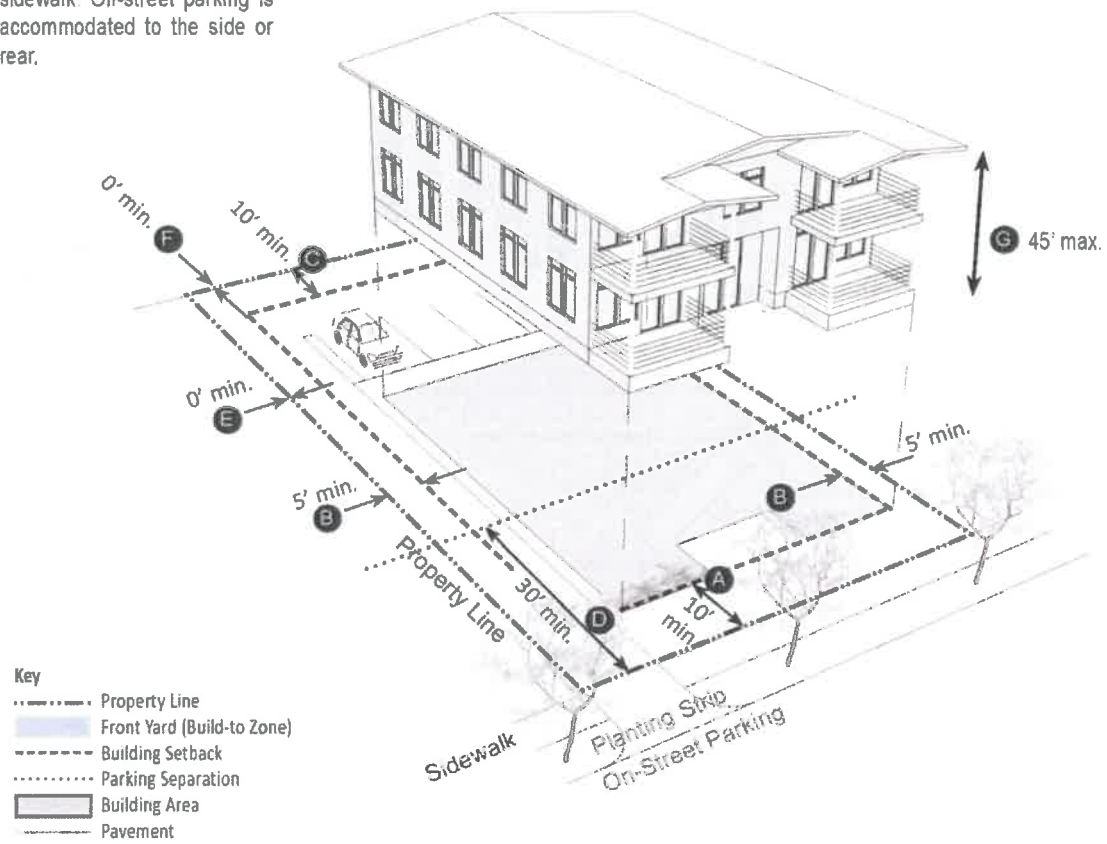 sidewalk. On-street parking is
accommodated to the side or
rear.
0' min.
F
10' min.
C
G 45' max.
0' min.
E
5' min.
B
5' min.
B
Property Line
30' min.
D
A
10'
min.
Planting Strip
Sidewalk
On-Street Parking
Key
Property Line
Front Yard (Build-to Zone)
Building Setback
Parking Separation
Building Area
Pavement